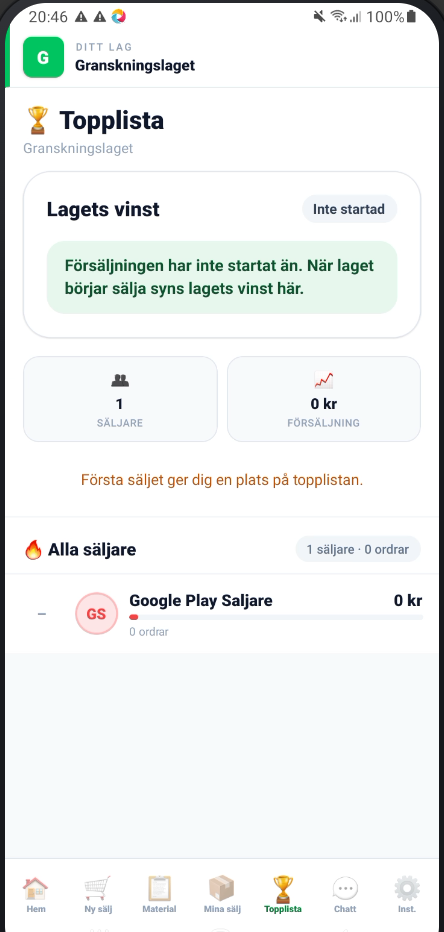 20:46
100%
G
DITT LAG
Granskningslaget
Topplista
Granskningslaget
Lagets vinst
Inte startad
Försäljningen har inte startat än. När laget
börjar sälja syns lagets vinst här.
1
SÄLJARE
0 kr
FÖRSÄLJNING
Första säljet ger dig en plats på topplistan.
Alla säljare
1 säljare · 0 ordrar
–
GS
Google Play Saljare
0 kr
0 ordrar
Hem
Ny sälj
Material
Mina sälj
Topplista
Chatt
Inst.